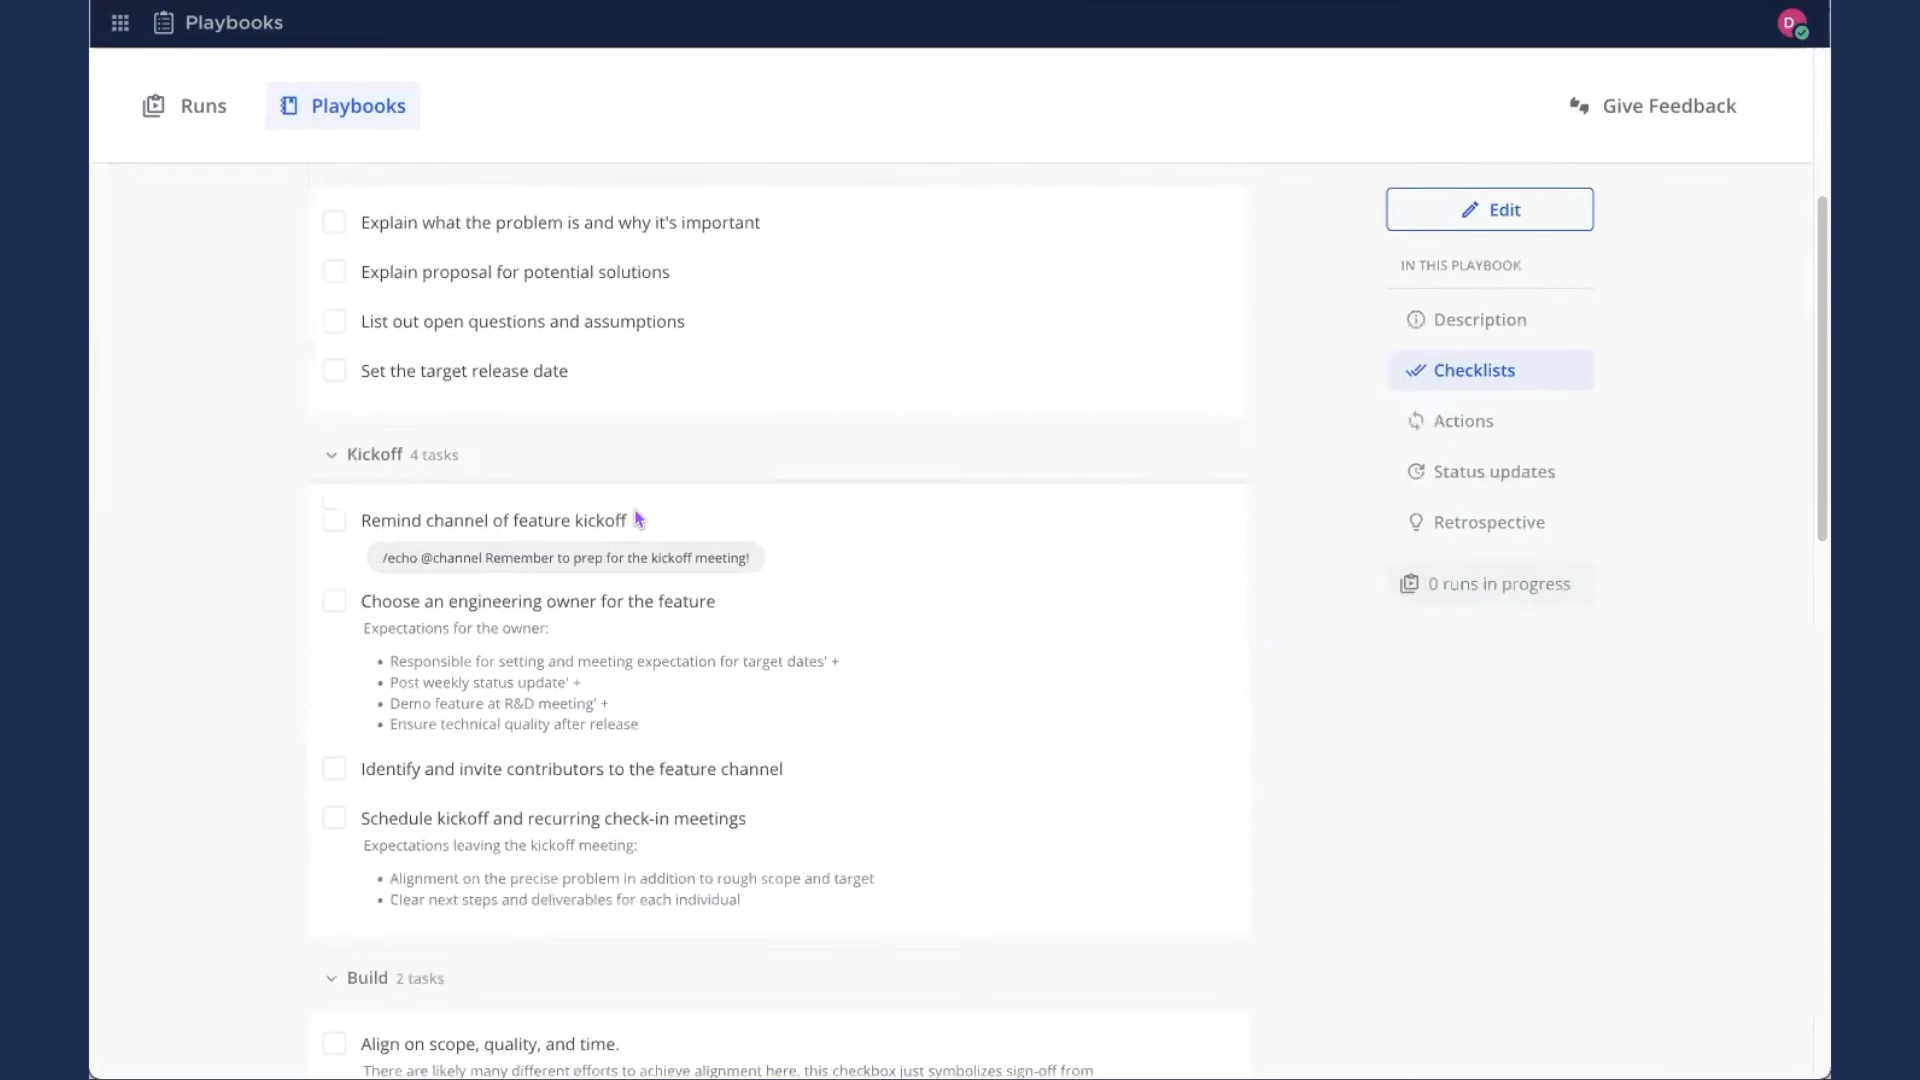 Playbooks
D
Runs
Playbooks
Give Feedback
Explain what the problem is and why it's important
Explain proposal for potential solutions
List out open questions and assumptions
Set the target release date
Kickoff 4 tasks
Remind channel of feature kickoff
/echo @channel Remember to prep for the kickoff meeting!
Choose an engineering owner for the feature
Expectations for the owner:
• Responsible for setting and meeting expectation for target dates' +
• Post weekly status update' +
• Demo feature at R&D meeting' +
• Ensure technical quality after release
Identify and invite contributors to the feature channel
Schedule kickoff and recurring check-in meetings
Expectations leaving the kickoff meeting:
• Alignment on the precise problem in addition to rough scope and target
• Clear next steps and deliverables for each individual
Build 2 tasks
Align on scope, quality, and time.
There are likely many different efforts to achieve alignment here, this checkbox just symbolizes sign-off from
Edit
IN THIS PLAYBOOK
Description
Checklists
Actions
Status updates
Retrospective
0 runs in progress